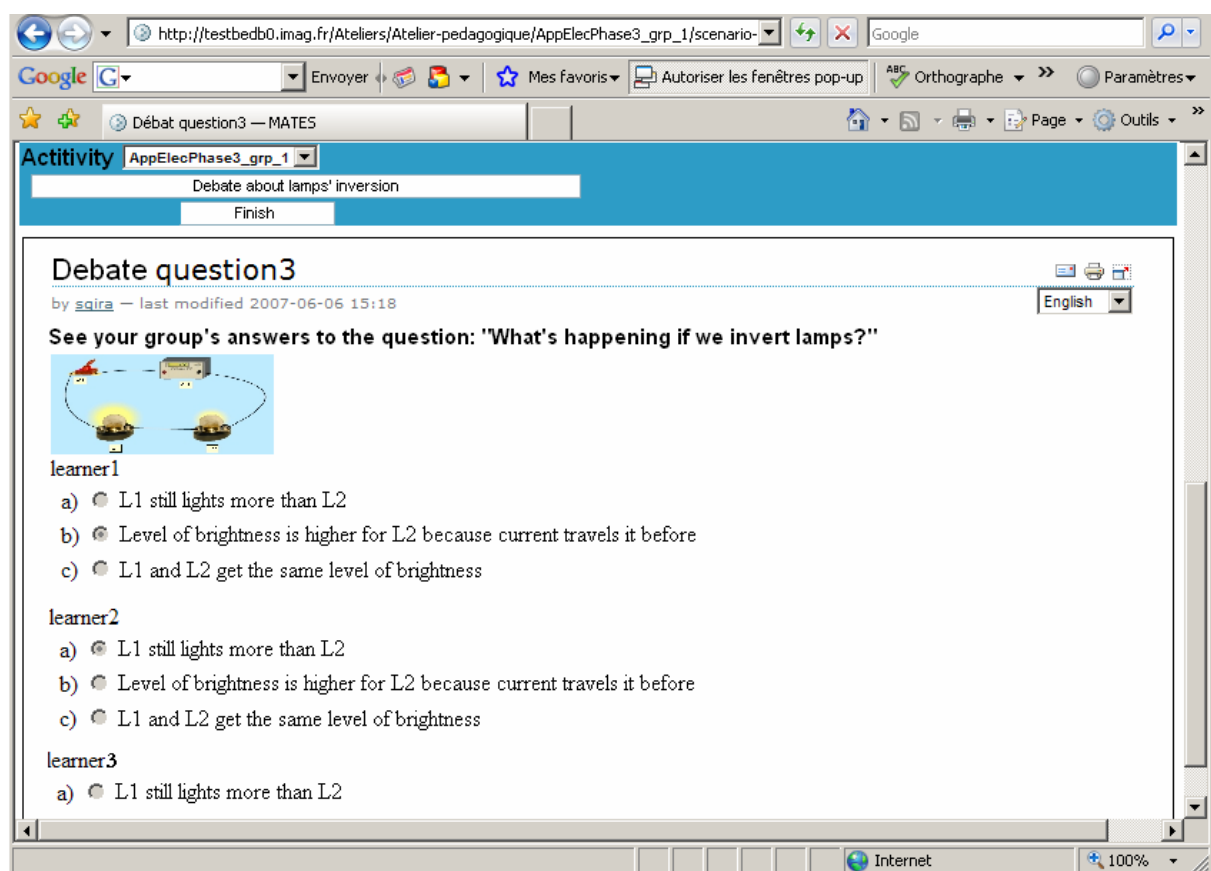 http://testbedb0.imag.fr/Ateliers/Atelier-pedagogique/AppElecPhase3_grp_1/scenario- Google
Google G Envoyer Mes favoris Autoriser les fenêtres pop-up ABC Orthographe » Paramètres
Débat question3 — MATES Page Outils »
Actitivity AppElecPhase3_grp_1
Debate about lamps' inversion
Finish
Debate question3
by sqira — last modified 2007-06-06 15:18 English
See your group's answers to the question: "What's happening if we invert lamps?"
learner1
a) L1 still lights more than L2
b) Level of brightness is higher for L2 because current travels it before
c) L1 and L2 get the same level of brightness
learner2
a) L1 still lights more than L2
b) Level of brightness is higher for L2 because current travels it before
c) L1 and L2 get the same level of brightness
learner3
a) L1 still lights more than L2
Internet 100%